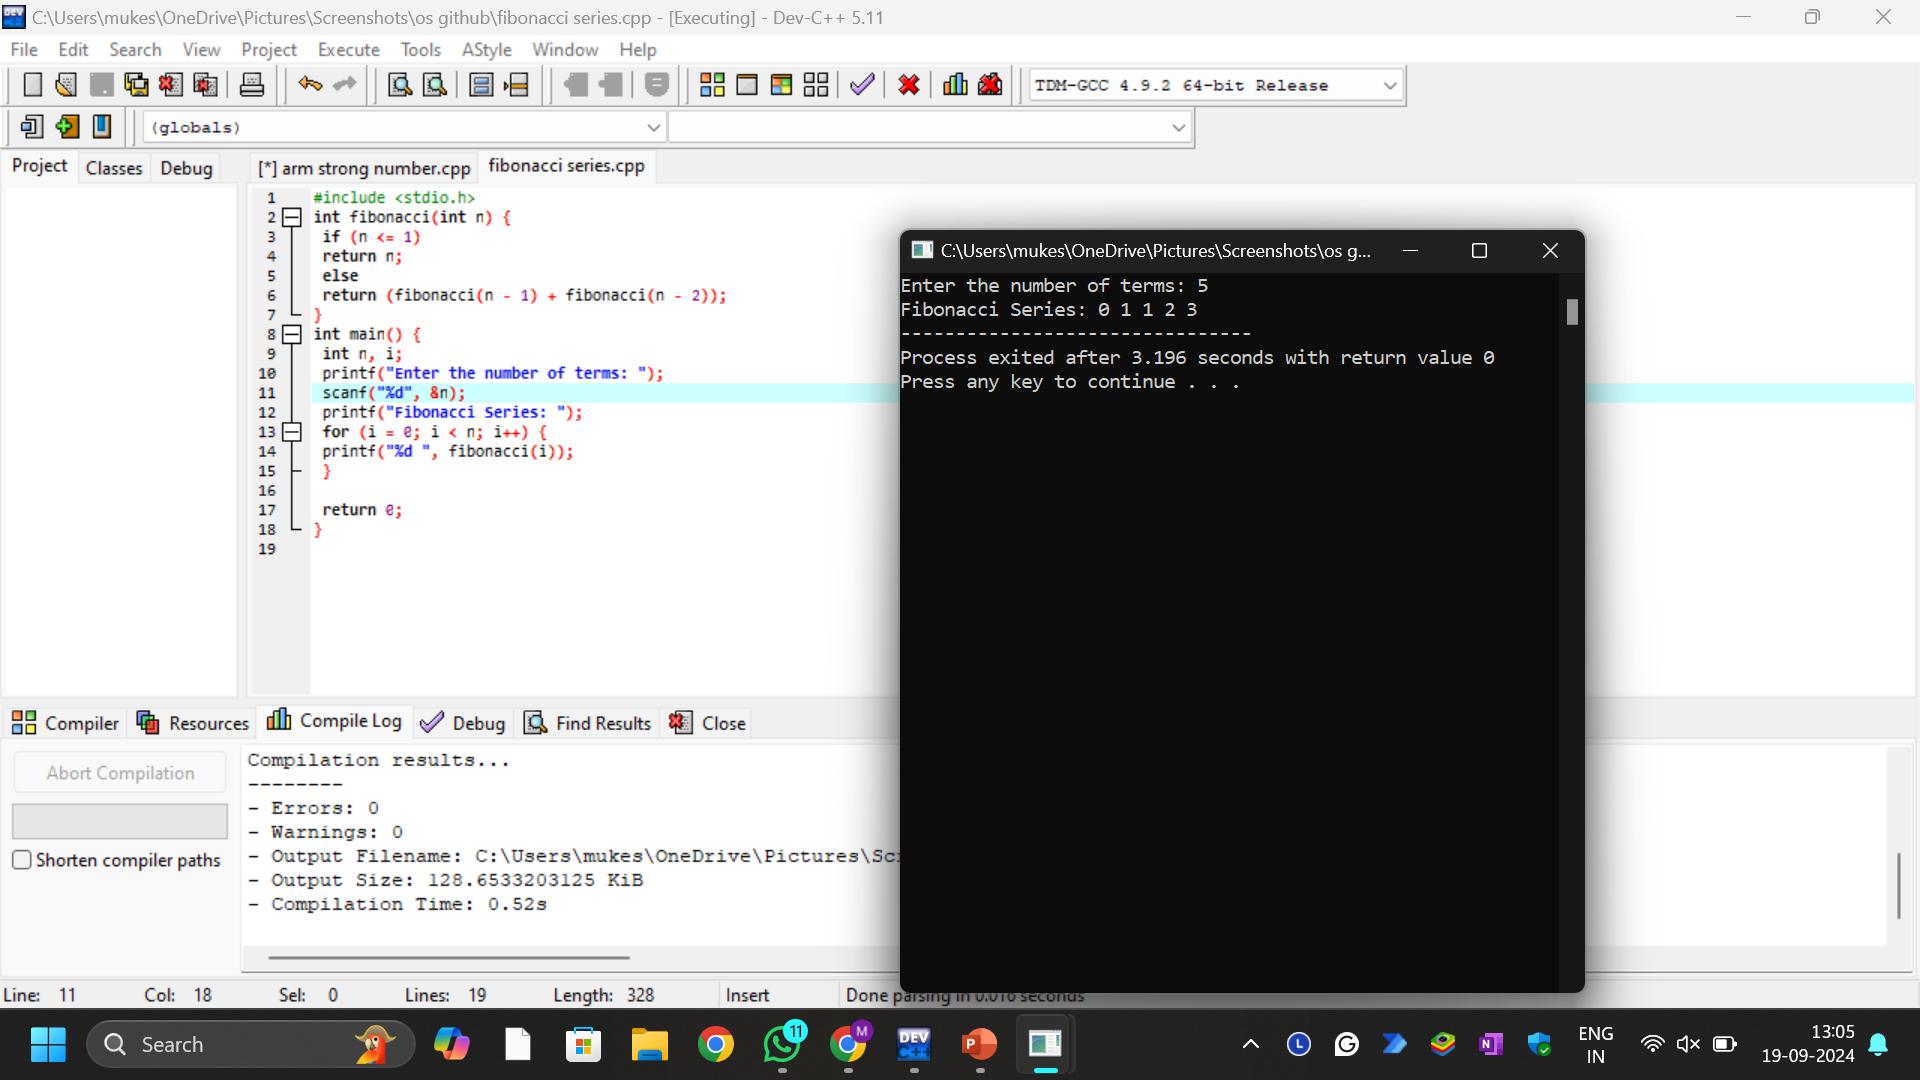 C:\Users\mukes\OneDrive\Pictures\Screenshots\os github\fibonacci series.cpp - [Executing] - Dev-C++ 5.11
File Edit Search View Project Execute Tools AStyle Window Help
TDM-GCC 4.9.2 64-bit Release
(globals)
Project Classes Debug [*] arm strong number.cpp fibonacci series.cpp
1 #include <stdio.h>
2 int fibonacci(int n) {
3 if (n <= 1)
4 return n;
5 else
6 return (fibonacci(n - 1) + fibonacci(n - 2));
7 }
8 int main() {
9 int n, i;
10 printf("Enter the number of terms: ");
11 scanf("%d", &n);
12 printf("Fibonacci Series: ");
13 for (i = 0; i < n; i++) {
14 printf("%d ", fibonacci(i));
15 }
16
17 return 0;
18 }
19
C:\Users\mukes\OneDrive\Pictures\Screenshots\os g...
Enter the number of terms: 5
Fibonacci Series: 0 1 1 2 3
--------------------------------
Process exited after 3.196 seconds with return value 0
Press any key to continue . . .
Compiler Resources Compile Log Debug Find Results Close
Abort Compilation
Shorten compiler paths
Compilation results...
--------
- Errors: 0
- Warnings: 0
- Output Filename: C:\Users\mukes\OneDrive\Pictures\Sc
- Output Size: 128.6533203125 KiB
- Compilation Time: 0.52s
Line: 11 Col: 18 Sel: 0 Lines: 19 Length: 328 Insert Done parsing in 0.016 seconds
Search
11
M
DEV C++
P
L
G
N
ENG
IN
13:05
19-09-2024